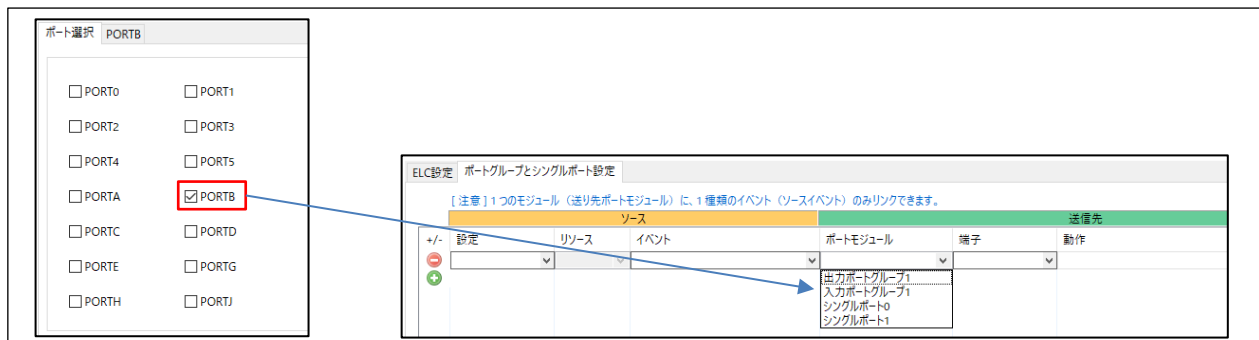 ポート選択 PORTB
PORT0 PORT1
PORT2 PORT3
PORT4 PORT5
PORTA PORTB
PORTC PORTD
PORTE PORTG
PORTH PORTJ
ELC設定 ポートグループとシングルポート設定
[ 注意 ] 1 つのモジュール（送り先ポートモジュール）に、1 種類のイベント（ソースイベント）のみリンクできます。
ソース 送信先
+/- 設定 リソース イベント ポートモジュール 端子 動作
出力ポートグループ1
入力ポートグループ1
シングルポート0
シングルポート1